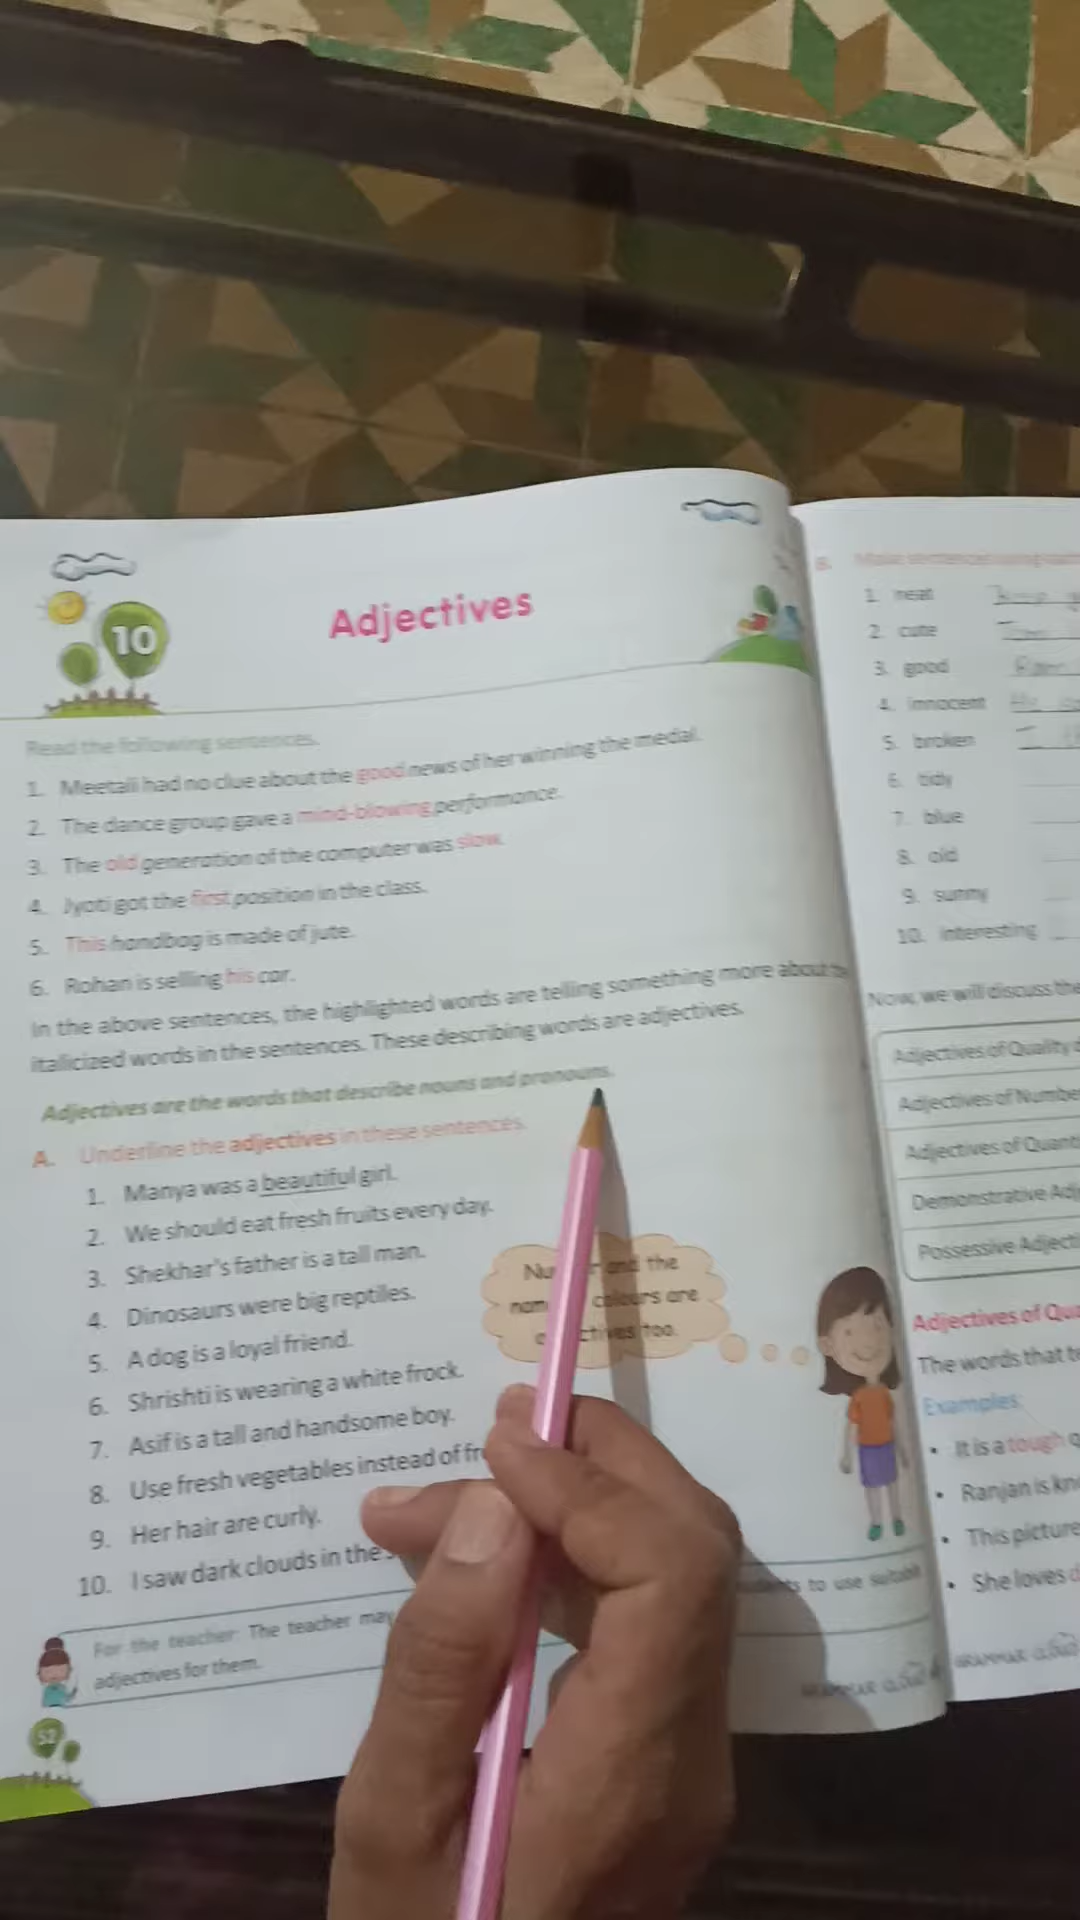 10
Adjectives
Read the following sentences.
1. Meetali had no clue about the good news of her winning the medal.
2. The dance group gave a mind-blowing performance.
3. The old generation of the computer was slow.
4. Jyoti got the first position in the class.
5. This handbag is made of jute.
6. Rohan is selling his car.
In the above sentences, the highlighted words are telling something more about
italicized words in the sentences. These describing words are adjectives.
Adjectives are the words that describe nouns and pronouns.
A. Underline the adjectives in these sentences.
1. Manya was a beautiful girl.
2. We should eat fresh fruits every day.
3. Shekhar's father is a tall man.
4. Dinosaurs were big reptiles.
5. A dog is a loyal friend.
6. Shrishti is wearing a white frock.
7. Asif is a tall and handsome boy.
8. Use fresh vegetables instead of
9. Her hair are curly.
10. I saw dark clouds in the
and the
colours are
too.
For the teacher: The teacher may
to use suitable
adjectives for them.
52
GRAMMAR CLOUD
B. Make sentences using
1. neat
2. cute
3. good
4. innocent
5. broken
6. tidy
7. blue
8. old
9. sunny
10. interesting
Now, we will discuss the
Adjectives of Quality
Adjectives of
Adjectives of
Demonstrative
Possessive
Adjectives of
The words that
Examples
• It is a tough
• Ranjan is
• This picture
• She loves
GRAMMAR CLOUD